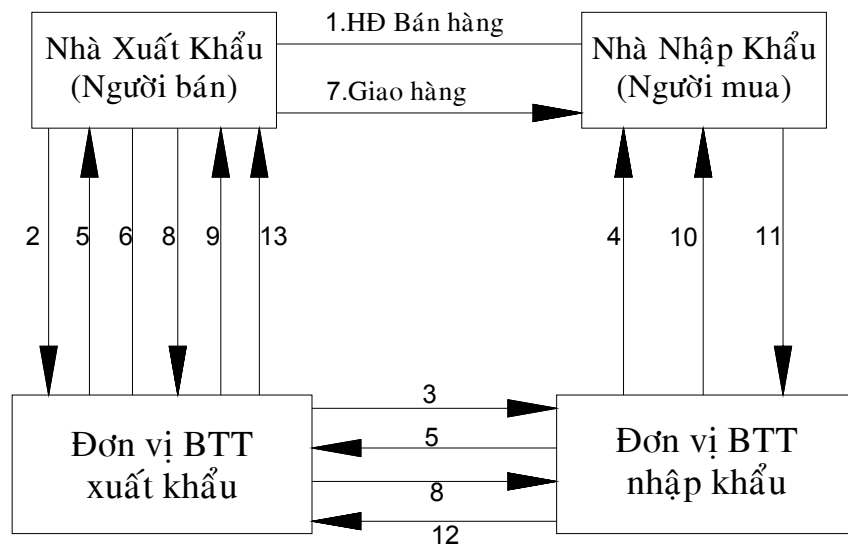 1.HĐ Bán hàng
Nhà Xuất Khẩu
(Người bán)
Nhà Nhập Khẩu
(Người mua)
7.Giao hàng
2
5
6
8
9
13
4
10
11
3
5
8
12
Đơn vị BTT
xuất khẩu
Đơn vị BTT
nhập khẩu